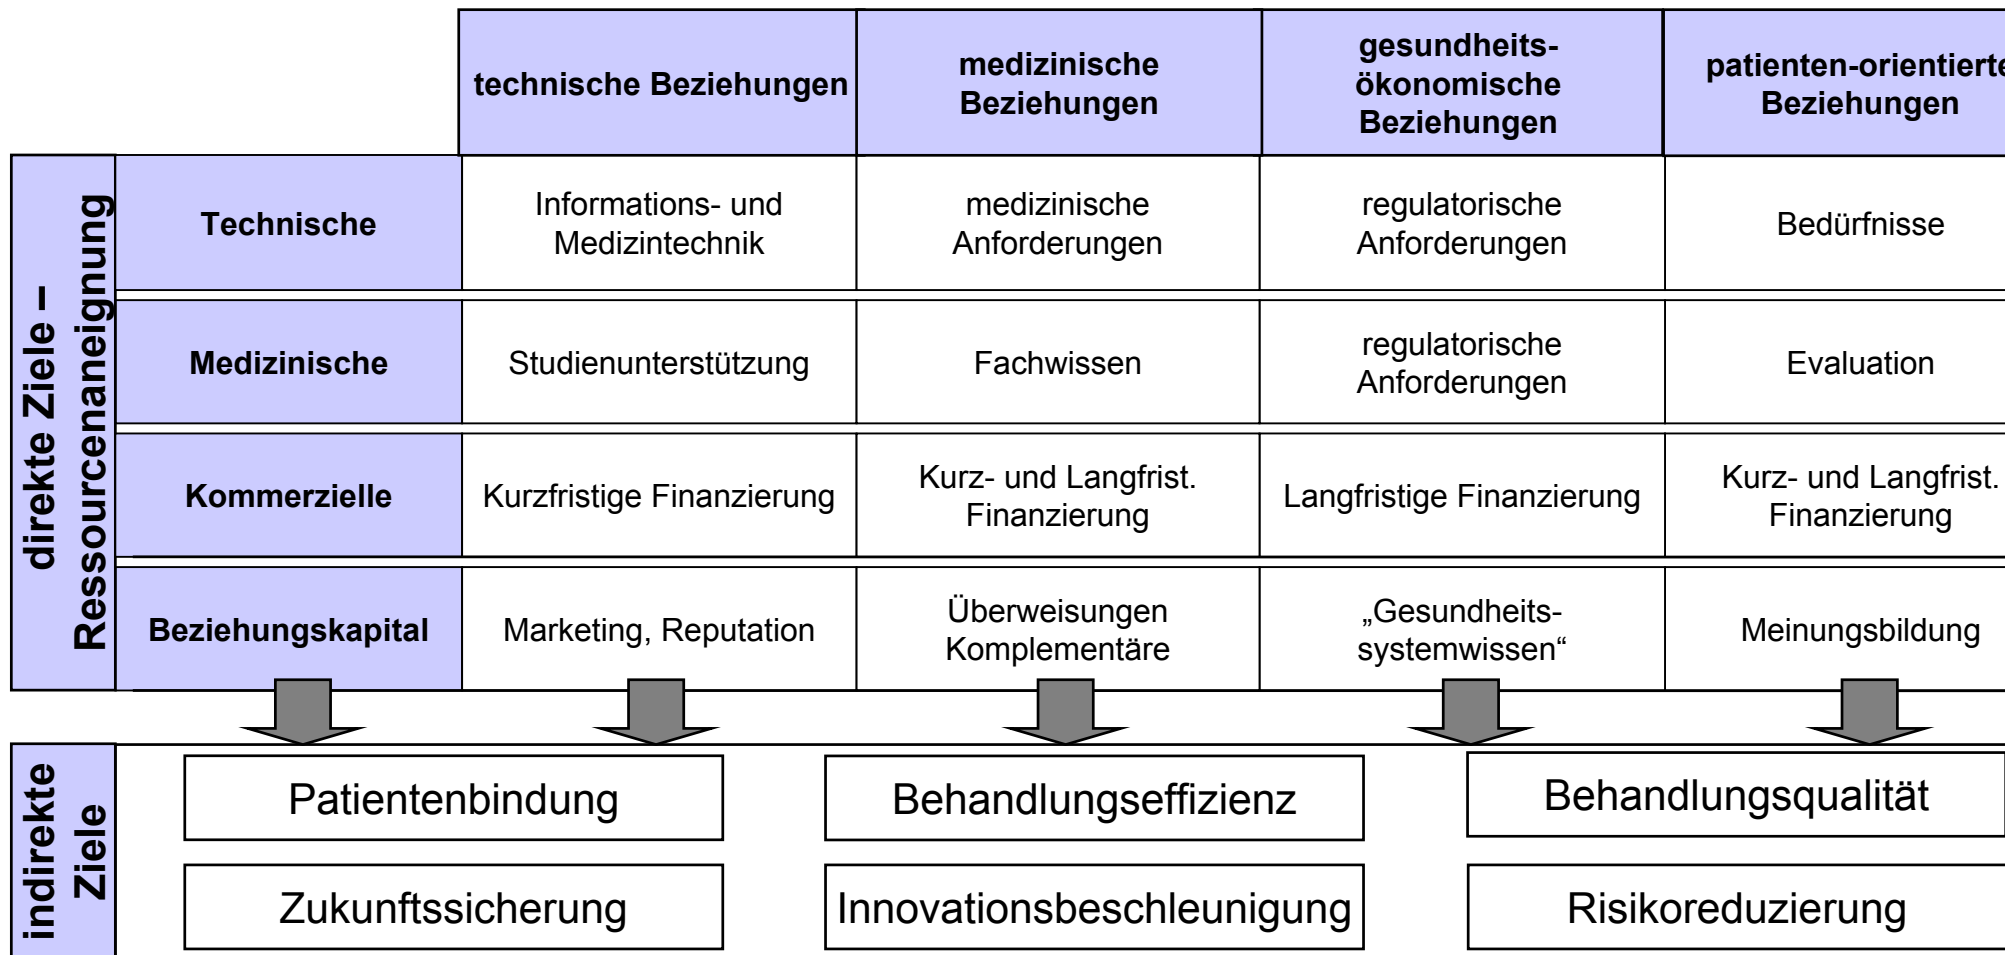 technische Beziehungen
medizinische
Beziehungen
gesundheits-
ökonomische
Beziehungen
patienten-orientierte
Beziehungen
direkte Ziele –
Ressourcenaneignung
Technische
Informations- und
Medizintechnik
medizinische
Anforderungen
regulatorische
Anforderungen
Bedürfnisse
Medizinische
Studienunterstützung
Fachwissen
regulatorische
Anforderungen
Evaluation
Kommerzielle
Kurzfristige Finanzierung
Kurz- und Langfrist.
Finanzierung
Langfristige Finanzierung
Kurz- und Langfrist.
Finanzierung
Beziehungskapital
Marketing, Reputation
Überweisungen
Komplementäre
„Gesundheits-
systemwissen“
Meinungsbildung
indirekte
Ziele
Patientenbindung
Behandlungseffizienz
Behandlungsqualität
Zukunftssicherung
Innovationsbeschleunigung
Risikoreduzierung